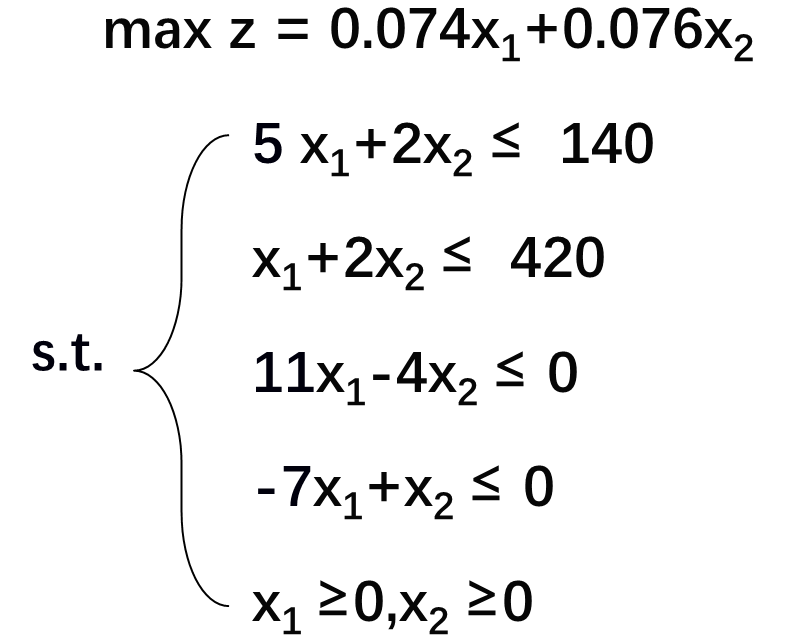 max z = 0.074x₁+0.076x₂
5 x₁+2x₂ ≤ 140
x₁+2x₂ ≤ 420
s.t.
11x₁-4x₂ ≤ 0
-7x₁+x₂ ≤ 0
x₁ ≥0,x₂ ≥0